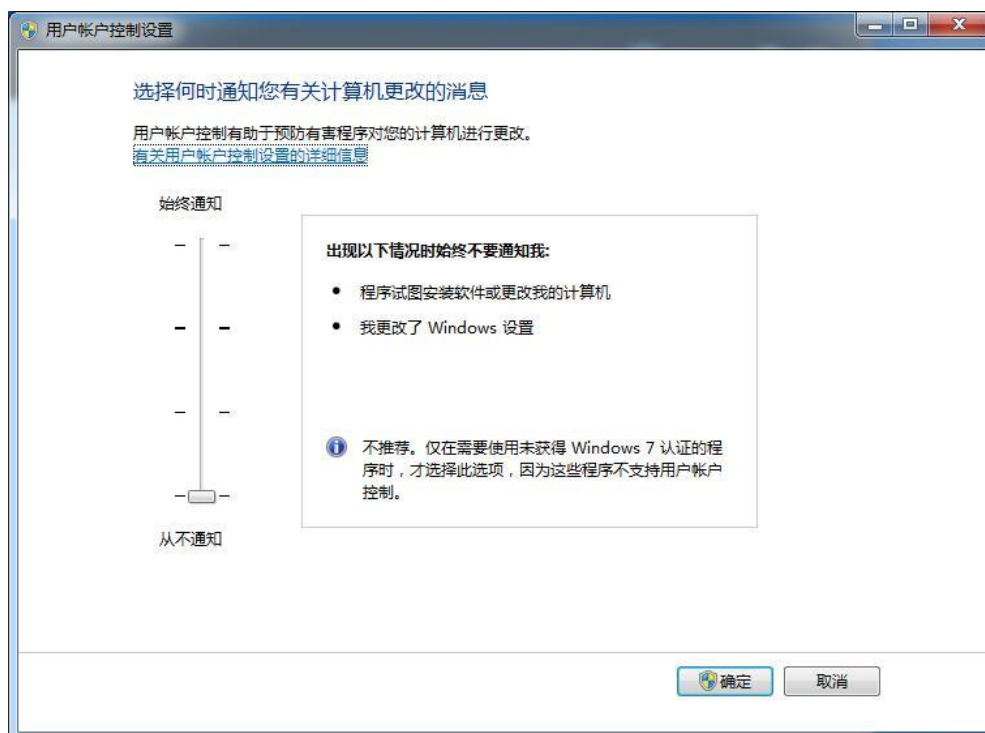 用户帐户控制设置
选择何时通知您有关计算机更改的消息
用户帐户控制有助于预防有害程序对您的计算机进行更改。
有关用户帐户控制设置的详细信息
始终通知
出现以下情况时始终不要通知我:
• 程序试图安装软件或更改我的计算机
• 我更改了 Windows 设置
不推荐。仅在需要使用未获得 Windows 7 认证的程
序时，才选择此选项，因为这些程序不支持用户帐户
控制。
从不通知
确定
取消